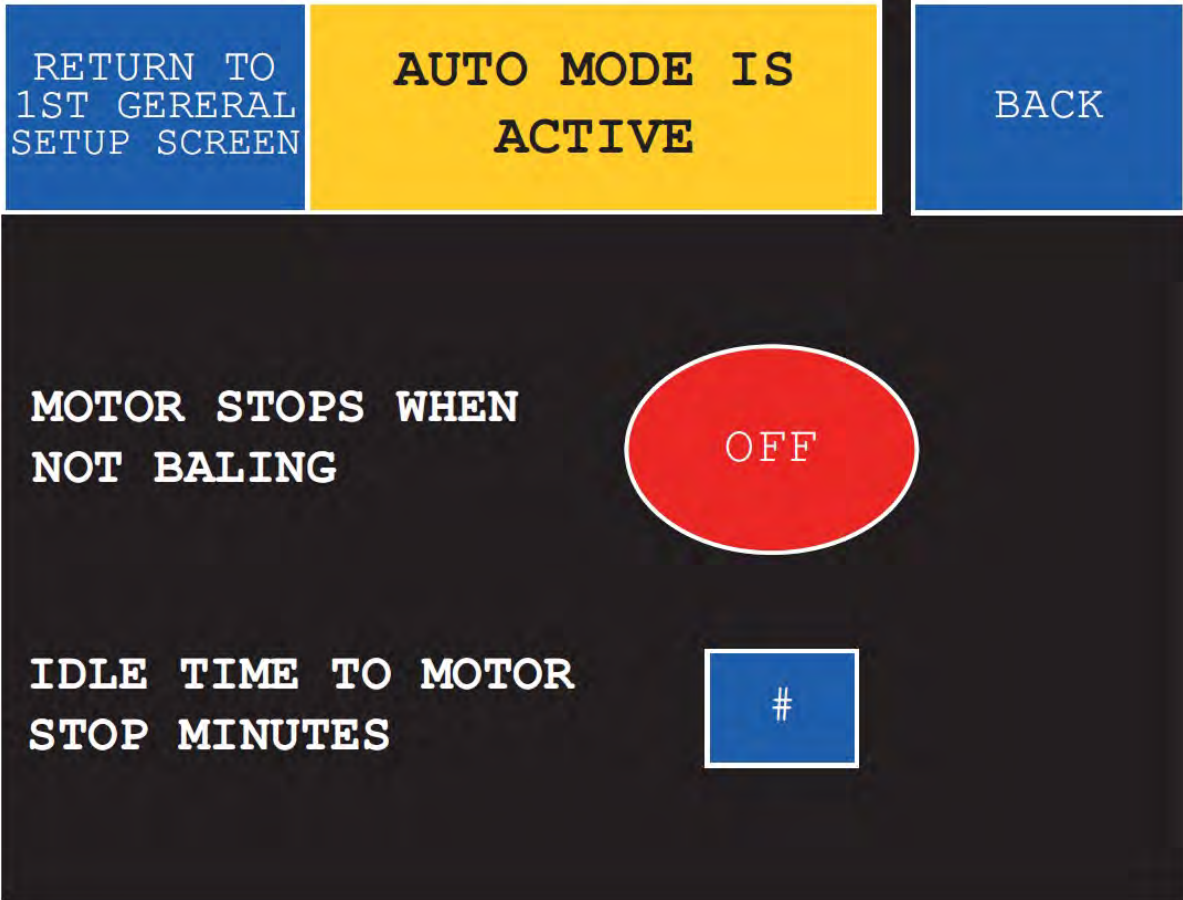 RETURN TO
1ST GERERAL
SETUP SCREEN
AUTO MODE IS
ACTIVE
BACK
MOTOR STOPS WHEN
NOT BALING
OFF
IDLE TIME TO MOTOR
STOP MINUTES
#